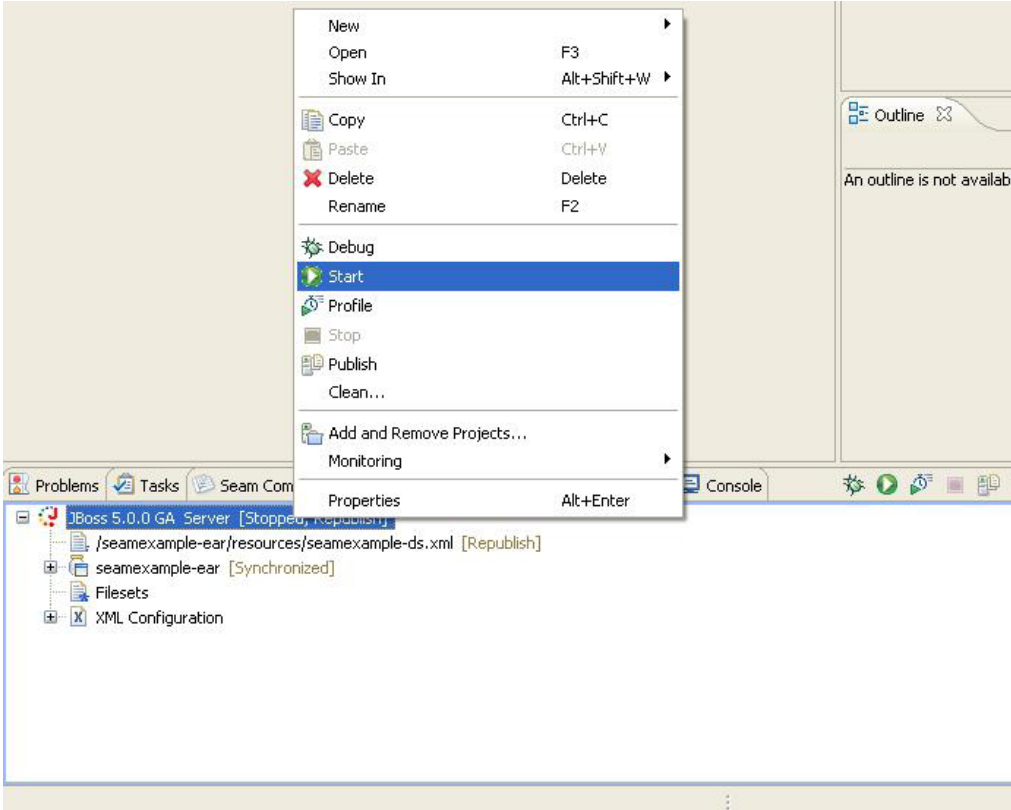 New
Open F3
Show In Alt+Shift+W
Copy Ctrl+C
Paste Ctrl+V
Delete Delete
Rename F2
Debug
Start
Profile
Stop
Publish
Clean...
Add and Remove Projects...
Monitoring
Properties Alt+Enter
Outline
An outline is not availab
Problems Tasks Seam Com Console
JBoss 5.0.0 GA Server [Stopped, Republish]
/seamexample-ear/resources/seamexample-ds.xml [Republish]
seamexample-ear [Synchronized]
Filesets
XML Configuration